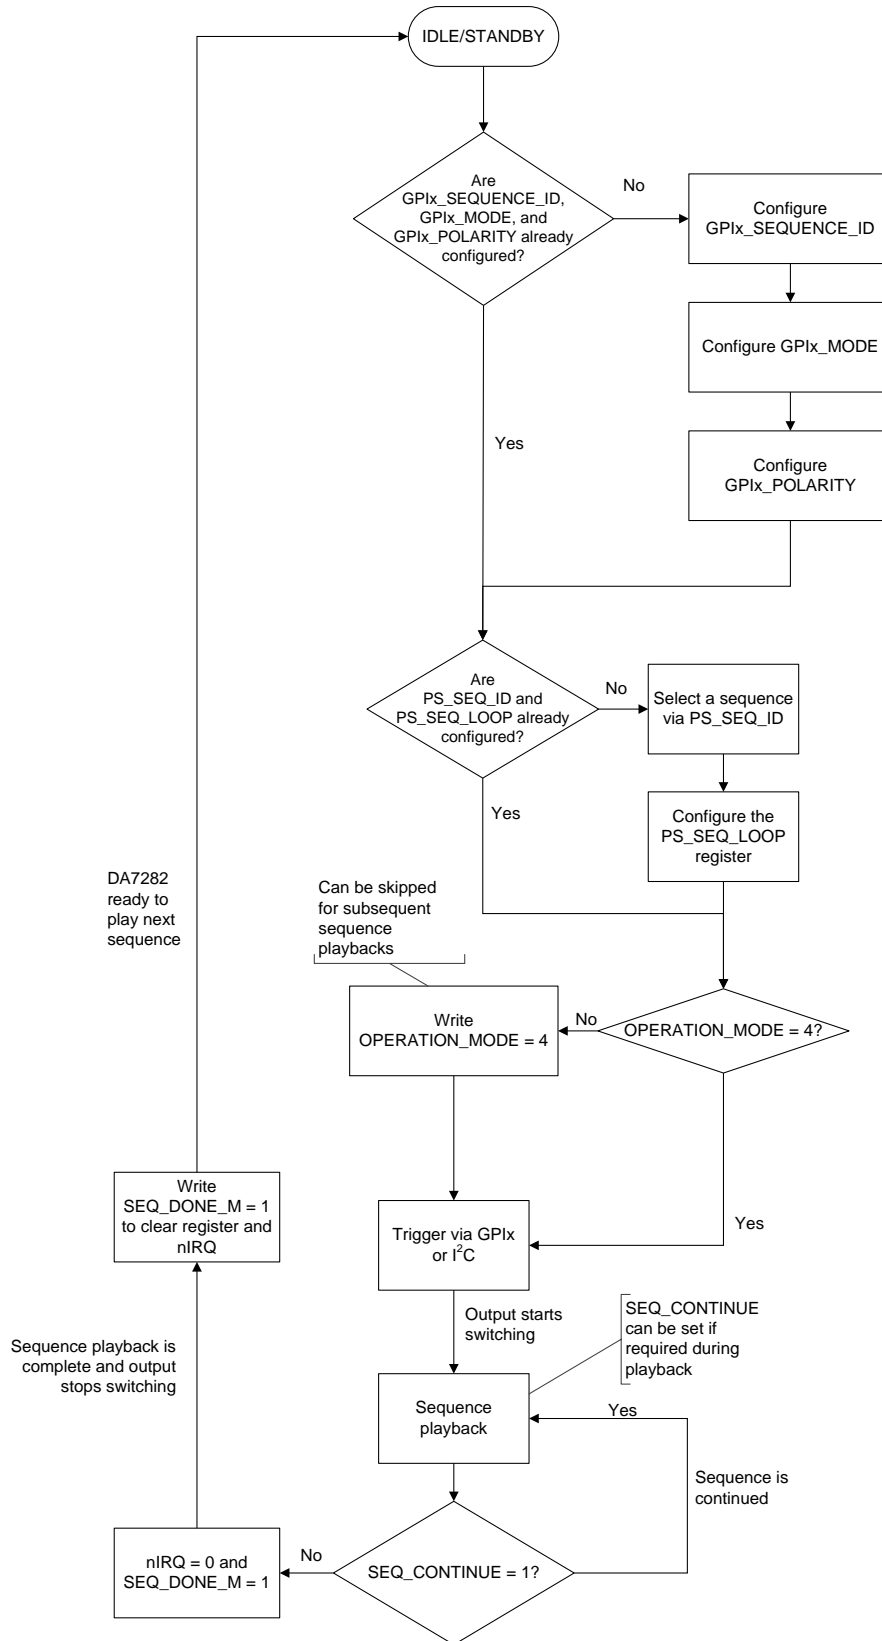 IDLE/STANDBY
Are
GPIx_SEQUENCE_ID,
GPIx_MODE, and
GPIx_POLARITY already
configured?
No
Configure
GPIx_SEQUENCE_ID
Configure GPIx_MODE
Configure
GPIx_POLARITY
Yes
Are
PS_SEQ_ID and
PS_SEQ_LOOP already
configured?
No
Select a sequence
via PS_SEQ_ID
Yes
Configure the
PS_SEQ_LOOP
register
DA7282
ready to
play next
sequence
Can be skipped
for subsequent
sequence
playbacks
Write
OPERATION_MODE = 4
No
OPERATION_MODE = 4?
Yes
Write
SEQ_DONE_M = 1
to clear register and
nIRQ
Trigger via GPIx
or I²C
Output starts
switching
SEQ_CONTINUE
can be set if
required during
playback
Sequence playback is
complete and output
stops switching
Sequence
playback
Yes
Sequence is
continued
nIRQ = 0 and
SEQ_DONE_M = 1
No
SEQ_CONTINUE = 1?